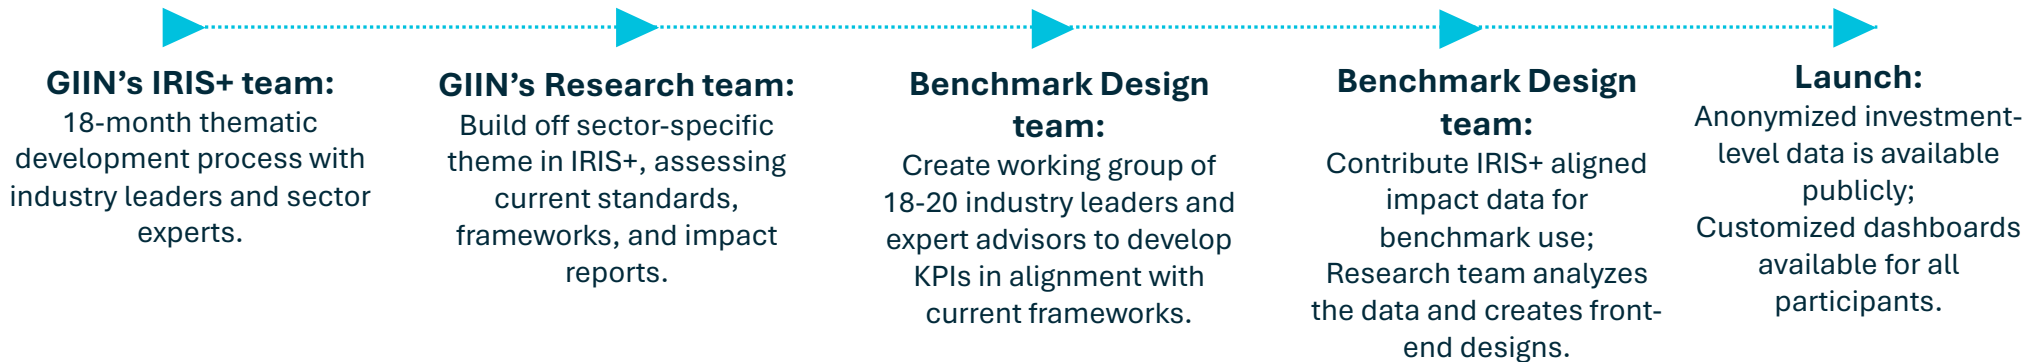 GIIN’s IRIS+ team:
18-month thematic
development process with
industry leaders and sector
experts.
GIIN’s Research team:
Build off sector-specific
theme in IRIS+, assessing
current standards,
frameworks, and impact
reports.
Benchmark Design
team:
Create working group of
18-20 industry leaders and
expert advisors to develop
KPIs in alignment with
current frameworks.
Benchmark Design
team:
Contribute IRIS+ aligned
impact data for
benchmark use;
Research team analyzes
the data and creates front-
end designs.
Launch:
Anonymized investment-
level data is available
publicly;
Customized dashboards
available for all
participants.